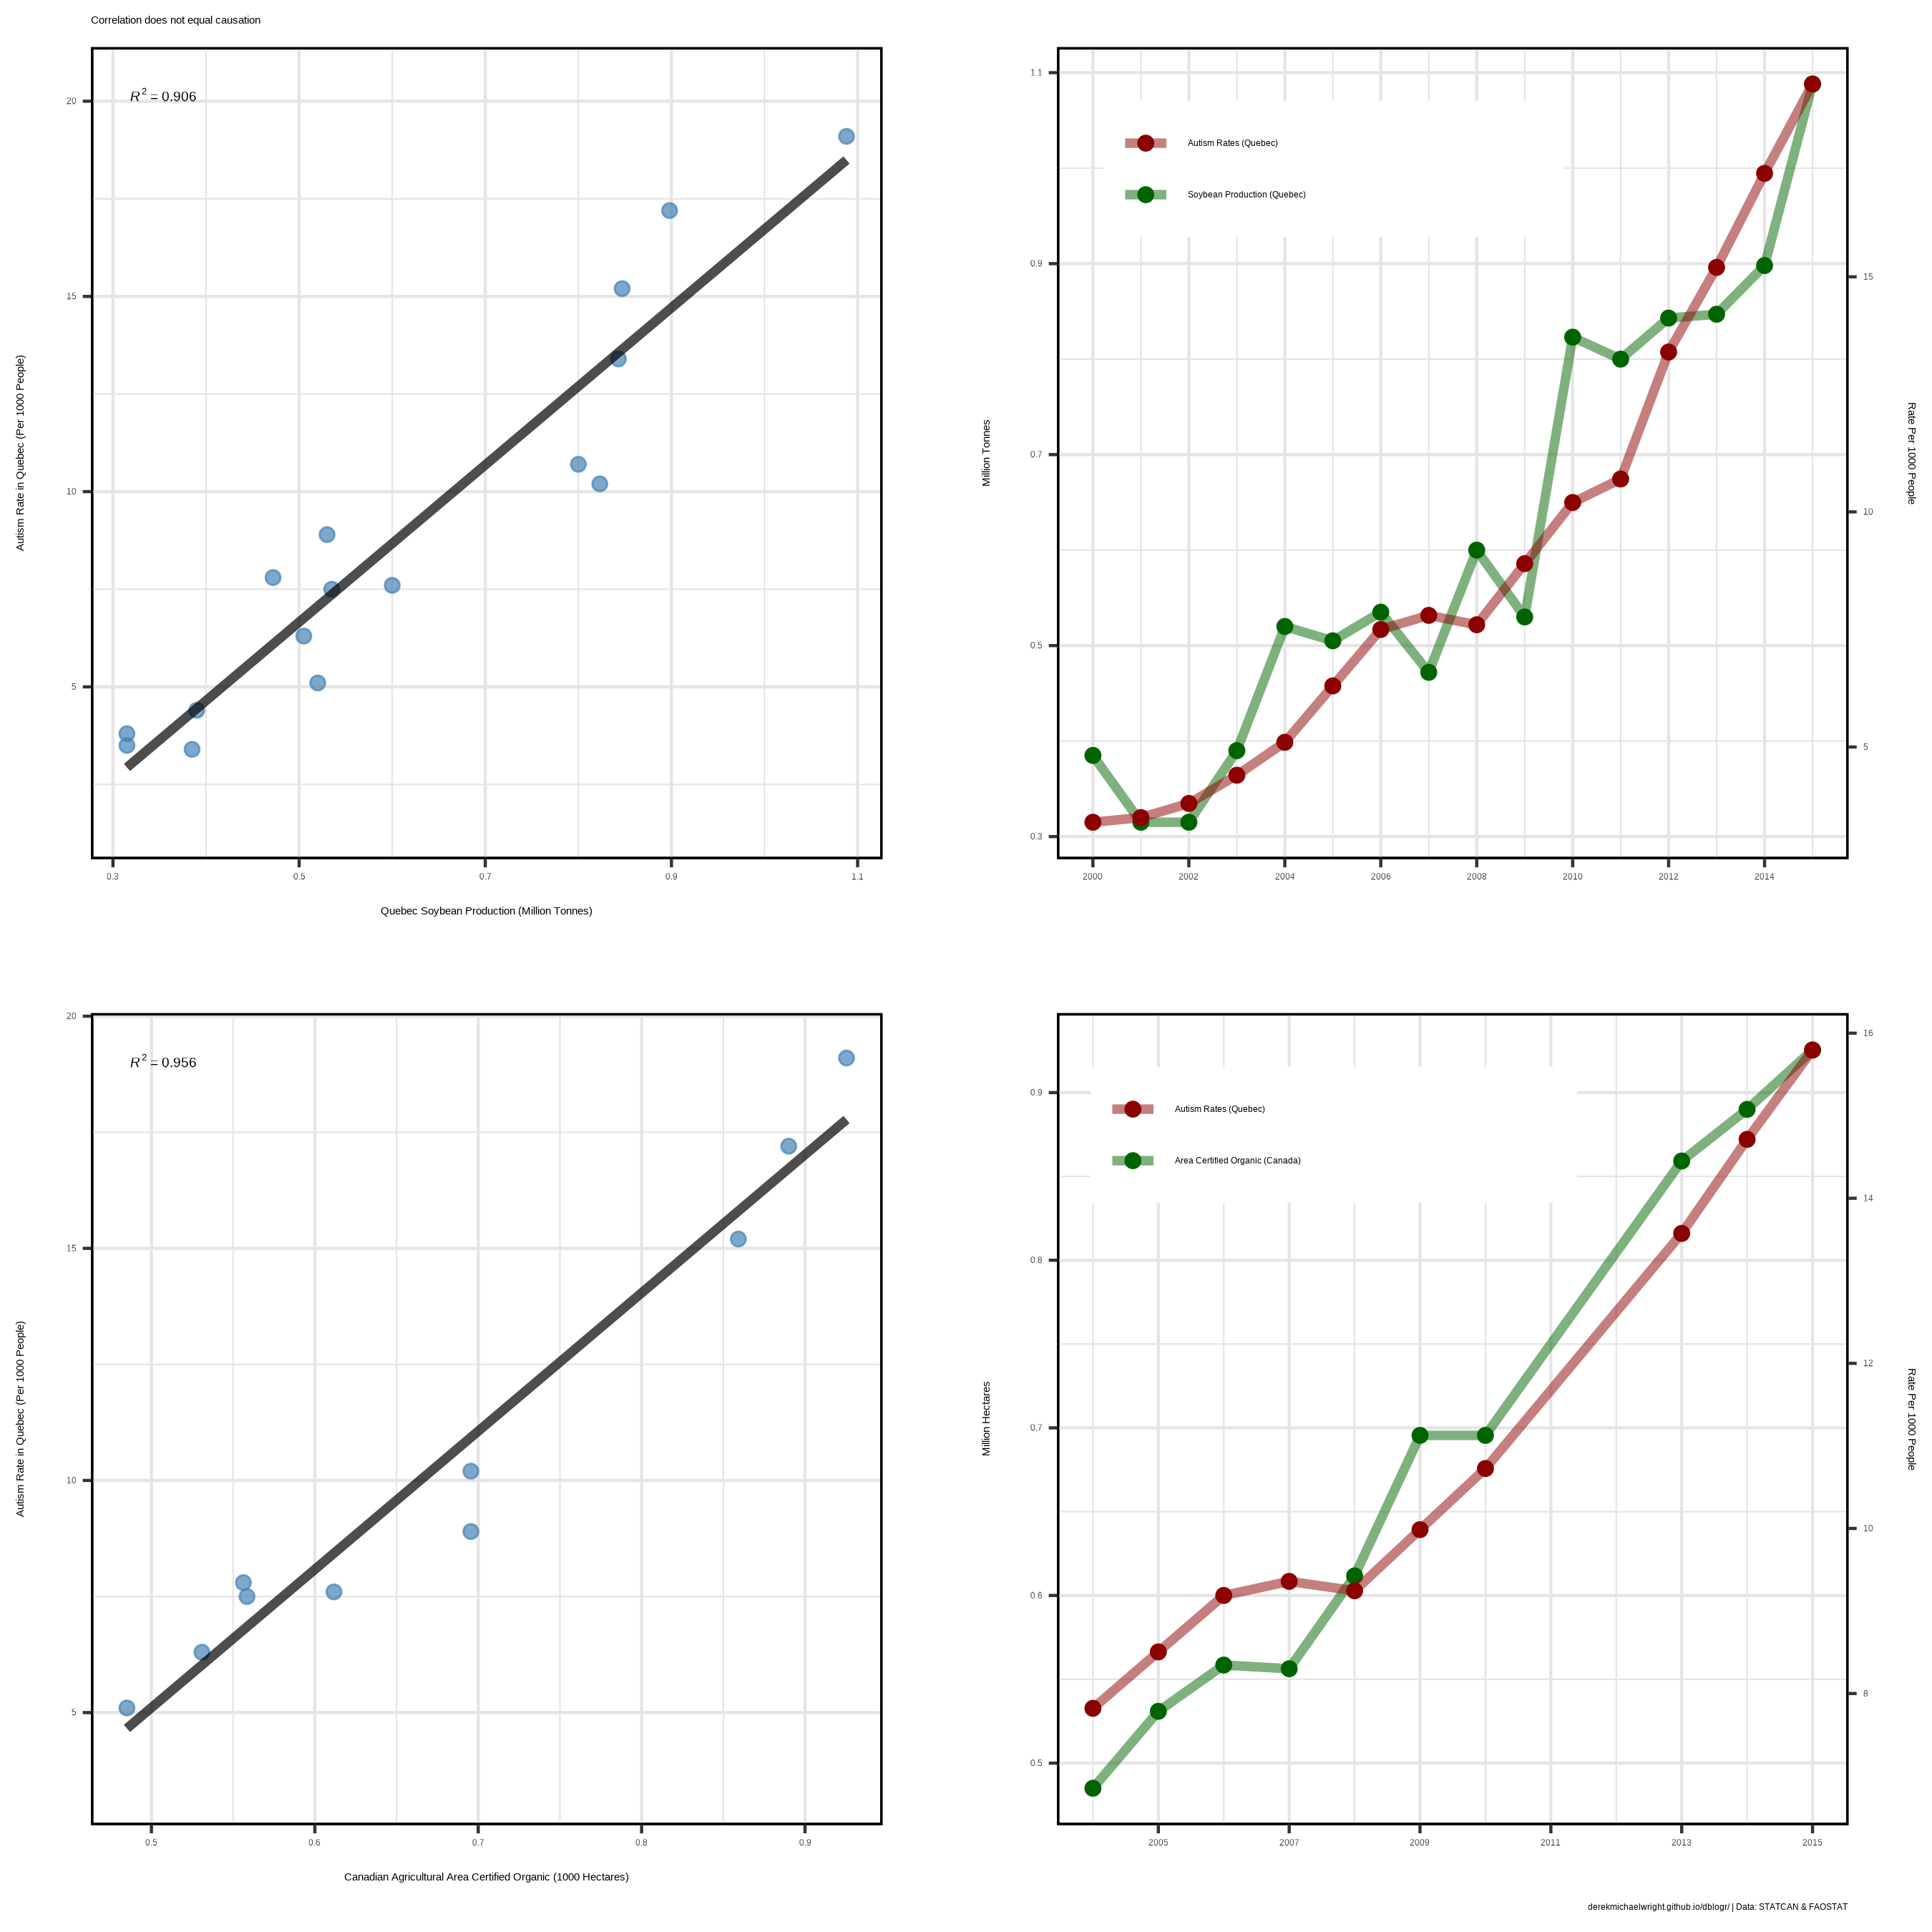 Correlation does not equal causation
R2 = 0.906
20
15
10
5
Autism Rate in Quebec (Per 1000 People)
0.3 0.5 0.7 0.9 1.1
Quebec Soybean Production (Million Tonnes)
Autism Rates (Quebec)
Soybean Production (Quebec)
1.1
0.9
0.7
0.5
0.3
Million Tonnes
15
10
5
Rate Per 1000 People
2000 2002 2004 2006 2008 2010 2012 2014
R2 = 0.956
20
15
10
5
Autism Rate in Quebec (Per 1000 People)
0.5 0.6 0.7 0.8 0.9
Canadian Agricultural Area Certified Organic (1000 Hectares)
Autism Rates (Quebec)
Area Certified Organic (Canada)
0.9
0.8
0.7
0.6
0.5
Million Hectares
16
14
12
10
8
Rate Per 1000 People
2005 2007 2009 2011 2013 2015
derekmichaelwright.github.io/dblogr/ | Data: STATCAN & FAOSTAT